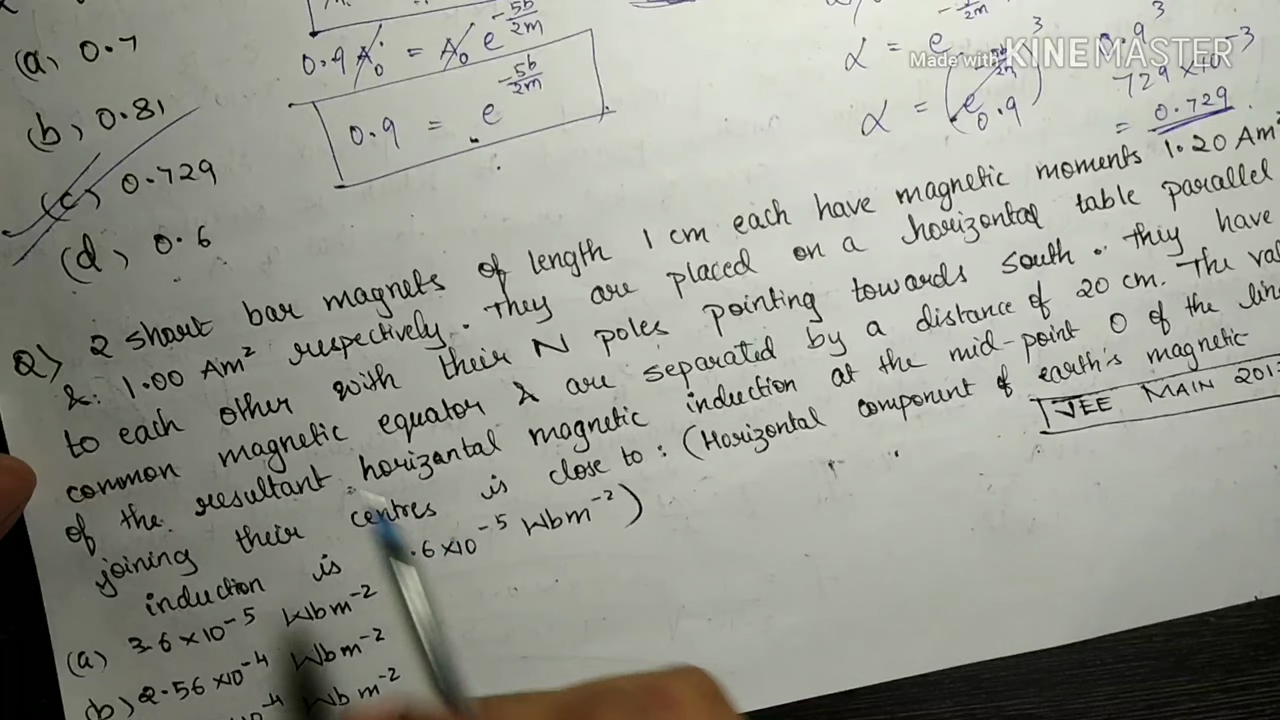 (a) 0.7
(b) 0.81
(c) 0.729
(d) 0.6
0.9 A₀ = A₀ e^(-5b/2m)
0.9 = e^(-5b/2m)
α = e
α = (e^(-5b/2m))³
0.9
0.9³
729 × 10⁻³
= 0.729
Made with KINEMASTER
Q) 2 short bar magnets of length 1 cm each have magnetic moments 1.20 Am²
& 1.00 Am² respectively. They are placed on a horizontal table parallel
to each other with their N poles pointing towards south. They have
common magnetic equator & are separated by a distance of 20 cm. The
of the resultant horizontal magnetic induction at the mid-point O of the
joining their centres is close to: (Horizontal component of earth's magnetic
induction is .6×10⁻⁵ Wbm⁻²)
JEE MAIN
(a) 3.6×10⁻⁵ Wbm⁻²
(b) 2.56×10⁻⁴ Wbm⁻²
Wbm⁻²